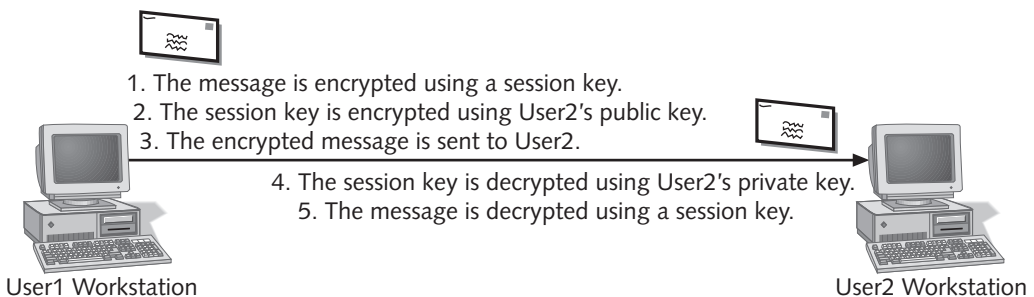 1. The message is encrypted using a session key.
2. The session key is encrypted using User2's public key.
3. The encrypted message is sent to User2.
4. The session key is decrypted using User2's private key.
5. The message is decrypted using a session key.
User1 Workstation
User2 Workstation